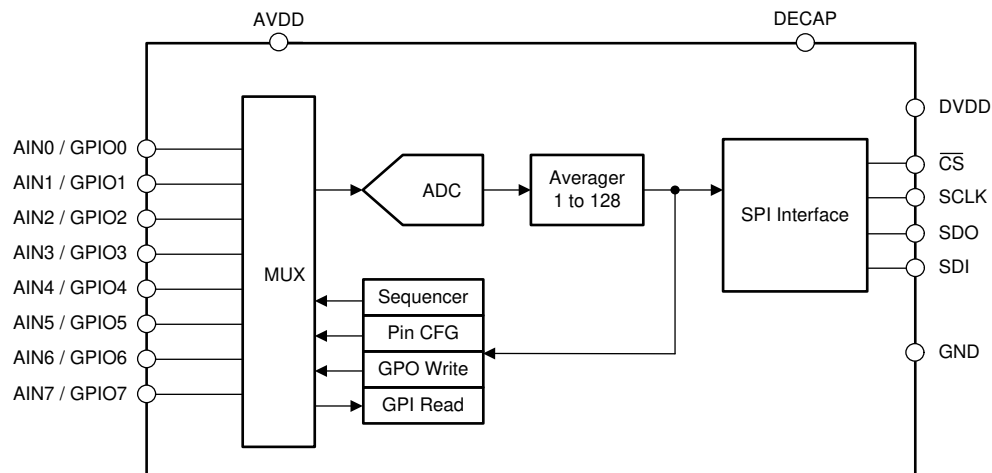 AVDD
DECAP
DVDD
AIN0 / GPIO0
AIN1 / GPIO1
AIN2 / GPIO2
AIN3 / GPIO3
AIN4 / GPIO4
AIN5 / GPIO5
AIN6 / GPIO6
AIN7 / GPIO7
MUX
ADC
Averager
1 to 128
Sequencer
Pin CFG
GPO Write
GPI Read
SPI Interface
CS
SCLK
SDO
SDI
GND